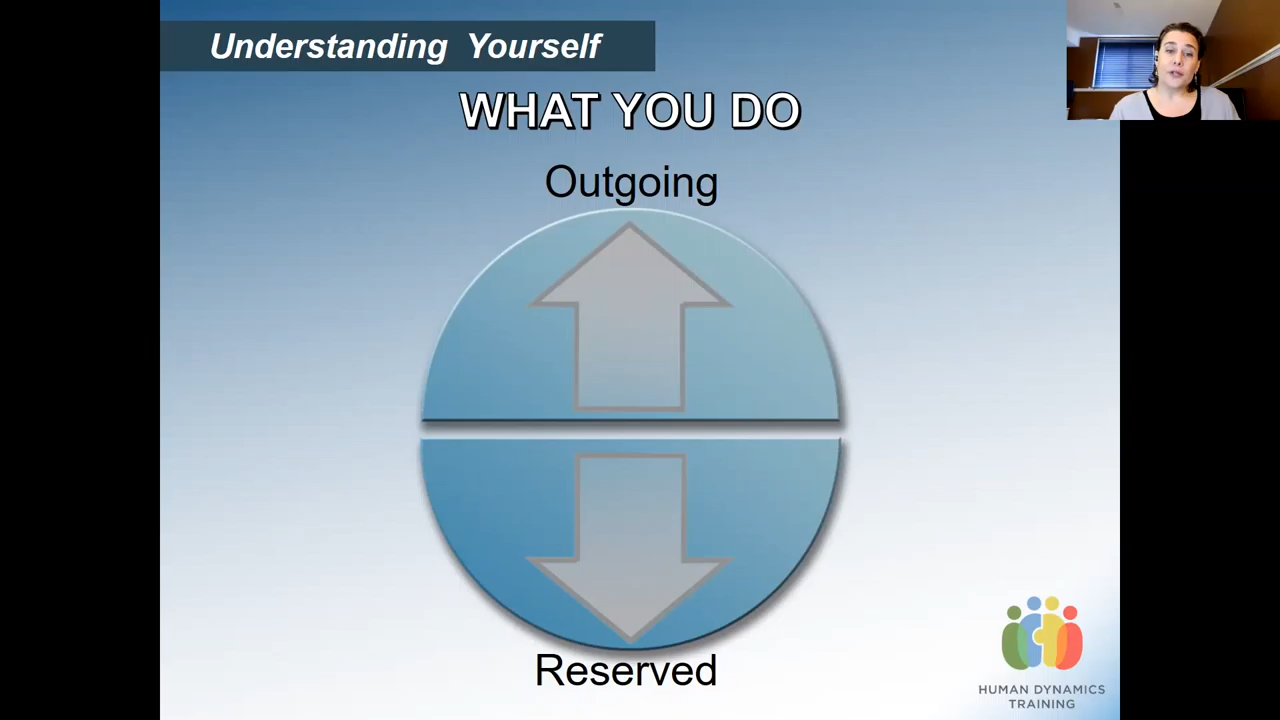 Understanding Yourself
WHAT YOU DO
Outgoing
Reserved
HUMAN DYNAMICS
TRAINING